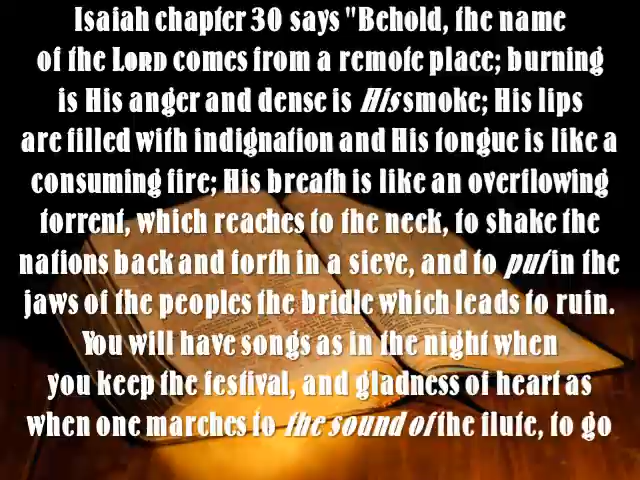 Isaiah chapter 30 says "Behold, the name
of the LORD comes from a remote place; burning
is His anger and dense is His smoke; His lips
are filled with indignation and His tongue is like a
consuming fire; His breath is like an overflowing
torrent, which reaches to the neck, to shake the
nations back and forth in a sieve, and to put in the
jaws of the peoples the bridle which leads to ruin.
You will have songs as in the night when
you keep the festival, and gladness of heart as
when one marches to the sound of the flute, to go